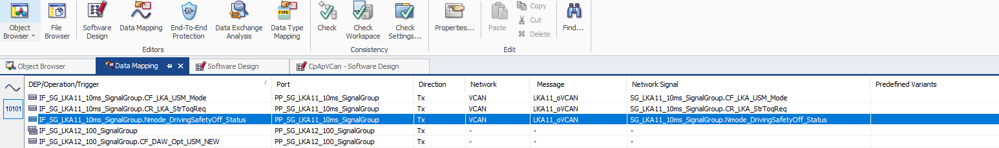 Object Browser
File Browser
Software Design
Data Mapping
End-To-End Protection
Data Exchange Analysis
Data Type Mapping
TYPE
Editors
Check
Check Workspace
Check Settings...
Consistency
Properties...
Paste
Copy
Cut
Delete
Edit
Find...
Object Browser
Data Mapping
Software Design
CpApVCan - Software Design
DEP/Operation/Trigger Port Direction Network Message Network Signal Predefined Variants
IF_SG_LKA11_10ms_SignalGroup.CF_LKA_USM_Mode PP_SG_LKA11_10ms_SignalGroup Tx VCAN LKA11_oVCAN SG_LKA11_10ms_SignalGroup.CF_LKA_USM_Mode
10101 IF_SG_LKA11_10ms_SignalGroup.CR_LKA_StrToqReq PP_SG_LKA11_10ms_SignalGroup Tx VCAN LKA11_oVCAN SG_LKA11_10ms_SignalGroup.CR_LKA_StrToqReq
IF_SG_LKA11_10ms_SignalGroup.Nmode_DrivingSafetyOff_Status PP_SG_LKA11_10ms_SignalGroup Tx VCAN LKA11_oVCAN SG_LKA11_10ms_SignalGroup.Nmode_DrivingSafetyOff_Status
IF_SG_LKA12_100_SignalGroup PP_SG_LKA12_100_SignalGroup Tx - - -
IF_SG_LKA12_100_SignalGroup.CF_DAW_Opt_USM_NEW PP_SG_LKA12_100_SignalGroup Tx - - -